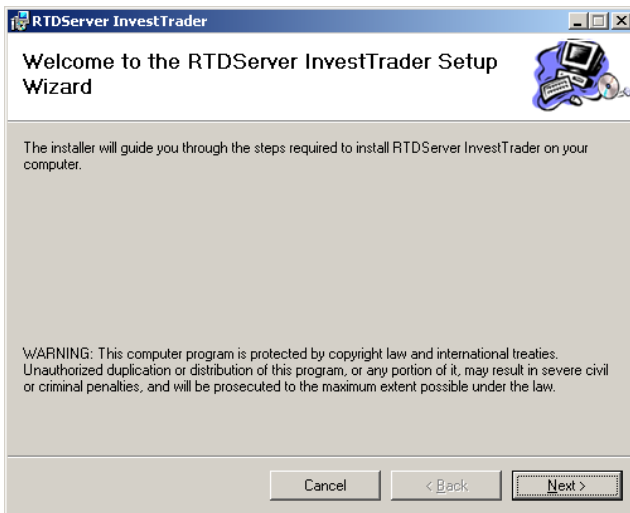 RTDServer InvestTrader
Welcome to the RTDServer InvestTrader Setup
Wizard
The installer will guide you through the steps required to install RTDServer InvestTrader on your
computer.
WARNING: This computer program is protected by copyright law and international treaties.
Unauthorized duplication or distribution of this program, or any portion of it, may result in severe civil
or criminal penalties, and will be prosecuted to the maximum extent possible under the law.
Cancel
< Back
Next >